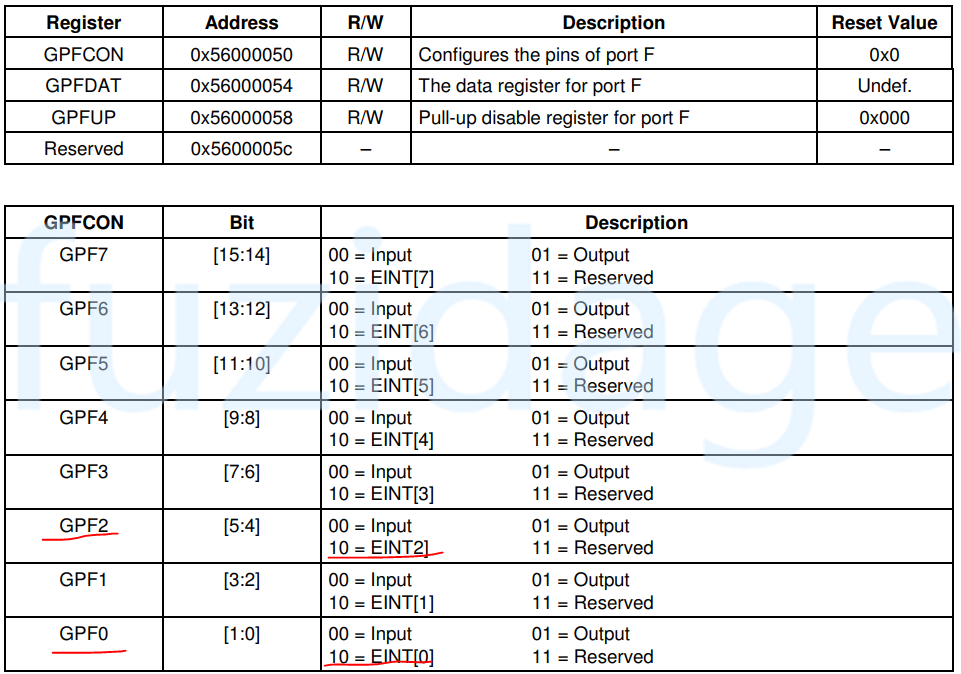 Register Address R/W Description Reset Value
GPFCON 0x56000050 R/W Configures the pins of port F 0x0
GPFDAT 0x56000054 R/W The data register for port F Undef.
GPFUP 0x56000058 R/W Pull-up disable register for port F 0x000
Reserved 0x5600005c – – –
GPFCON Bit Description
GPF7 [15:14] 00 = Input 01 = Output
10 = EINT[7] 11 = Reserved
GPF6 [13:12] 00 = Input 01 = Output
10 = EINT[6] 11 = Reserved
GPF5 [11:10] 00 = Input 01 = Output
10 = EINT[5] 11 = Reserved
GPF4 [9:8] 00 = Input 01 = Output
10 = EINT[4] 11 = Reserved
GPF3 [7:6] 00 = Input 01 = Output
10 = EINT[3] 11 = Reserved
GPF2 [5:4] 00 = Input 01 = Output
10 = EINT2] 11 = Reserved
GPF1 [3:2] 00 = Input 01 = Output
10 = EINT[1] 11 = Reserved
GPF0 [1:0] 00 = Input 01 = Output
10 = EINT[0] 11 = Reserved
fuzidage